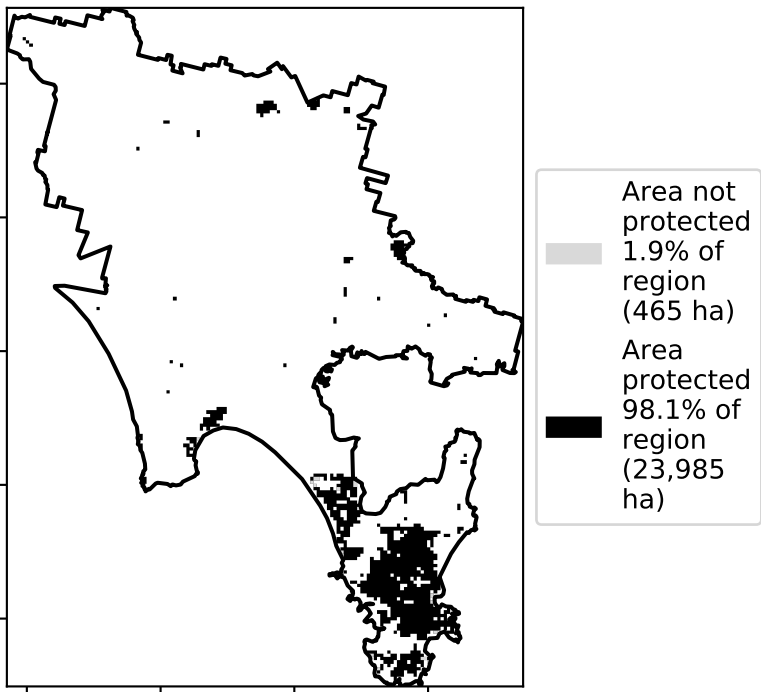 Area not
protected
1.9% of
region
(465 ha)
Area
protected
98.1% of
region
(23,985
ha)